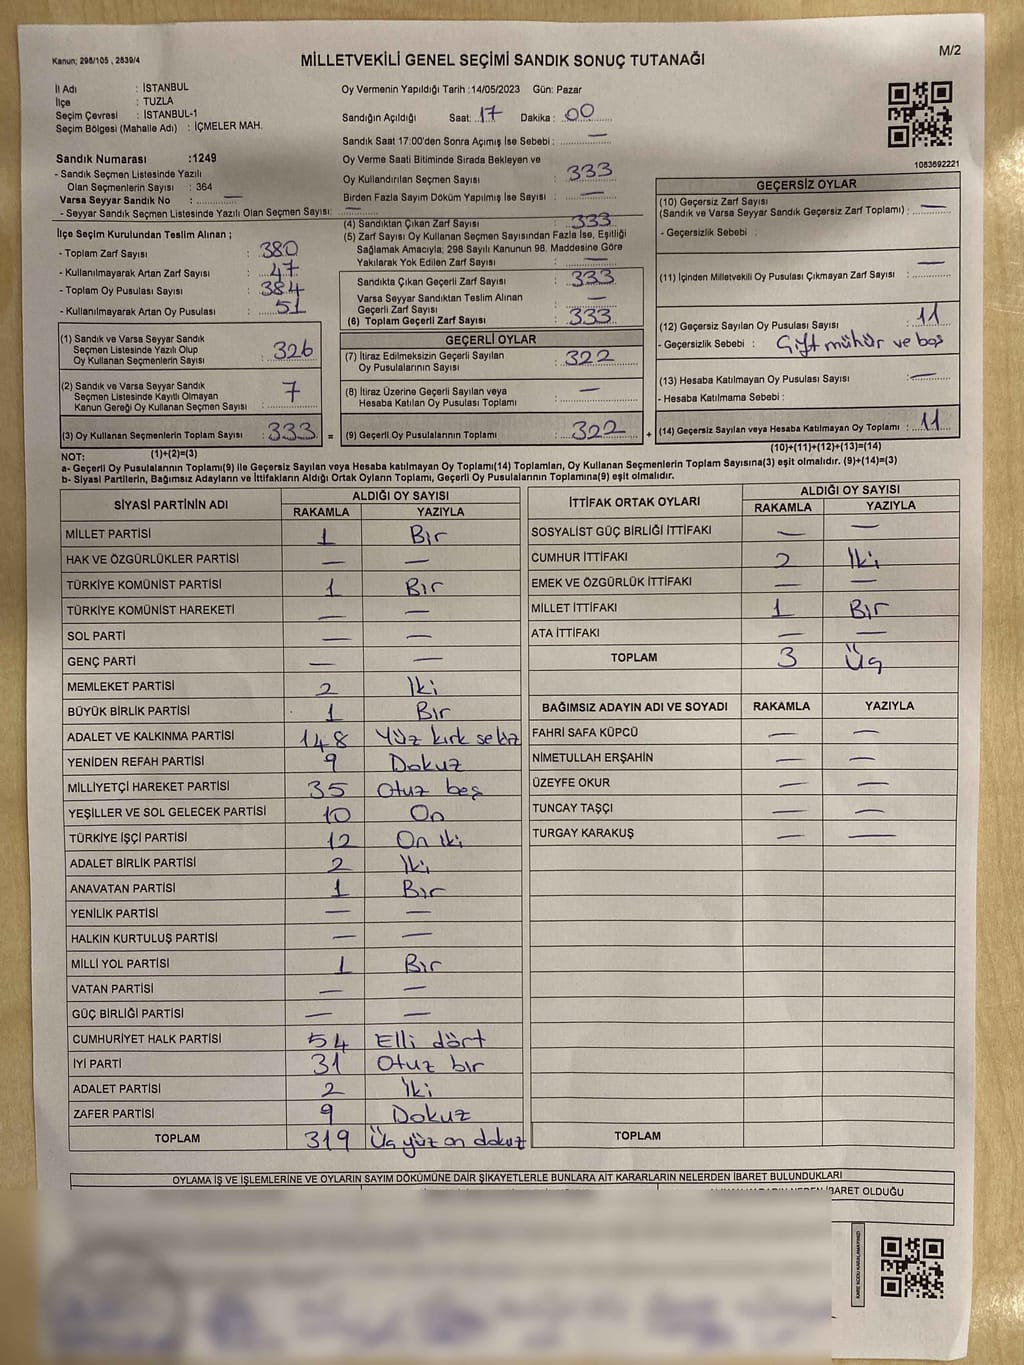 Kanun; 298/105 , 2839/4
M/2
MİLLETVEKİLİ GENEL SEÇİMİ SANDIK SONUÇ TUTANAĞI
İl Adı : İSTANBUL
İlçe : TUZLA
Seçim Çevresi : İSTANBUL-1
Seçim Bölgesi (Mahalle Adı) : İÇMELER MAH.
Oy Vermenin Yapıldığı Tarih :14/05/2023 Gün: Pazar
Sandığın Açıldığı Saat: 17 Dakika: 00
Sandık Saat 17:00'den Sonra Açımış İse Sebebi : —
1083692221
Sandık Numarası :1249
- Sandık Seçmen Listesinde Yazılı
Olan Seçmenlerin Sayısı : 364
Varsa Seyyar Sandık No : —
- Seyyar Sandık Seçmen Listesinde Yazılı Olan Seçmen Sayısı: —
İlçe Seçim Kurulundan Teslim Alınan ;
- Toplam Zarf Sayısı : 380
- Kullanılmayarak Artan Zarf Sayısı : 47
- Toplam Oy Pusulası Sayısı : 384
- Kullanılmayarak Artan Oy Pusulası : 51
(1) Sandık ve Varsa Seyyar Sandık
Seçmen Listesinde Yazılı Olup
Oy Kullanan Seçmenlerin Sayısı : 326
(2) Sandık ve Varsa Seyyar Sandık
Seçmen Listesinde Kayıtlı Olmayan
Kanun Gereği Oy Kullanan Seçmen Sayısı : 7
(3) Oy Kullanan Seçmenlerin Toplam Sayısı : 333 =
Oy Verme Saati Bitiminde Sırada Bekleyen ve
Oy Kullandırılan Seçmen Sayısı : 333
Birden Fazla Sayım Döküm Yapılmış İse Sayısı : —
(4) Sandıktan Çıkan Zarf Sayısı : 333
(5) Zarf Sayısı Oy Kullanan Seçmen Sayısından Fazla İse, Eşitliği
Sağlamak Amacıyla; 298 Sayılı Kanunun 98. Maddesine Göre
Yakılarak Yok Edilen Zarf Sayısı : —
Sandıkta Çıkan Geçerli Zarf Sayısı : 333
Varsa Seyyar Sandıktan Teslim Alınan
Geçerli Zarf Sayısı : —
(6) Toplam Geçerli Zarf Sayısı : 333
GEÇERLİ OYLAR
(7) İtiraz Edilmeksizin Geçerli Sayılan
Oy Pusulalarının Sayısı : 322
(8) İtiraz Üzerine Geçerli Sayılan veya
Hesaba Katılan Oy Pusulası Toplamı : —
(9) Geçerli Oy Pusulalarının Toplamı : 322 +
GEÇERSİZ OYLAR
(10) Geçersiz Zarf Sayısı
(Sandık ve Varsa Seyyar Sandık Geçersiz Zarf Toplamı) : —
- Geçersizlik Sebebi :
(11) İçinden Milletvekili Oy Pusulası Çıkmayan Zarf Sayısı : —
(12) Geçersiz Sayılan Oy Pusulası Sayısı : 11
- Geçersizlik Sebebi : Çift mühür ve boş
(13) Hesaba Katılmayan Oy Pusulası Sayısı : —
- Hesaba Katılmama Sebebi :
(14) Geçersiz Sayılan veya Hesaba Katılmayan Oy Toplamı : 11
NOT: (1)+(2)=(3) (10)+(11)+(12)+(13)=(14)
a- Geçerli Oy Pusulalarının Toplamı(9) ile Geçersiz Sayılan veya Hesaba katılmayan Oy Toplamı(14) Toplamları, Oy Kullanan Seçmenlerin Toplam Sayısına(3) eşit olmalıdır. (9)+(14)=(3)
b- Siyasi Partilerin, Bağımsız Adayların ve İttifakların Aldığı Ortak Oyların Toplamı, Geçerli Oy Pusulalarının Toplamına(9) eşit olmalıdır.
SİYASİ PARTİNİN ADI ALDIĞI OY SAYISI
RAKAMLA YAZIYLA
MİLLET PARTİSİ 1 Bir
HAK VE ÖZGÜRLÜKLER PARTİSİ — —
TÜRKİYE KOMÜNİST PARTİSİ 1 Bir
TÜRKİYE KOMÜNİST HAREKETİ — —
SOL PARTİ — —
GENÇ PARTİ — —
MEMLEKET PARTİSİ 2 İki
BÜYÜK BİRLİK PARTİSİ 1 Bir
ADALET VE KALKINMA PARTİSİ 148 Yüz kırk sekiz
YENİDEN REFAH PARTİSİ 9 Dokuz
MİLLİYETÇİ HAREKET PARTİSİ 35 Otuz beş
YEŞİLLER VE SOL GELECEK PARTİSİ 10 On
TÜRKİYE İŞÇİ PARTİSİ 12 On iki
ADALET BİRLİK PARTİSİ 2 İki
ANAVATAN PARTİSİ 1 Bir
YENİLİK PARTİSİ — —
HALKIN KURTULUŞ PARTİSİ — —
MİLLİ YOL PARTİSİ 1 Bir
VATAN PARTİSİ — —
GÜÇ BİRLİĞİ PARTİSİ — —
CUMHURİYET HALK PARTİSİ 54 Elli dört
İYİ PARTİ 31 Otuz bir
ADALET PARTİSİ 2 İki
ZAFER PARTİSİ 9 Dokuz
TOPLAM 319 Üç yüz on dokuz
İTTİFAK ORTAK OYLARI ALDIĞI OY SAYISI
RAKAMLA YAZIYLA
SOSYALİST GÜÇ BİRLİĞİ İTTİFAKI — —
CUMHUR İTTİFAKI 2 İki
EMEK VE ÖZGÜRLÜK İTTİFAKI — —
MİLLET İTTİFAKI 1 Bir
ATA İTTİFAKI — —
TOPLAM 3 Üç
BAĞIMSIZ ADAYIN ADI VE SOYADI RAKAMLA YAZIYLA
FAHRİ SAFA KÜPCÜ — —
NİMETULLAH ERŞAHİN — —
ÜZEYFE OKUR — —
TUNCAY TAŞÇI — —
TURGAY KARAKUŞ — —
TOPLAM
OYLAMA İŞ VE İŞLEMLERİNE VE OYLARIN SAYIM DÖKÜMÜNE DAİR ŞİKAYETLERLE BUNLARA AİT KARARLARIN NELERDEN İBARET BULUNDUKLARI
İBARET OLDUĞU
KARE KODU KARALAMAYINIZ!